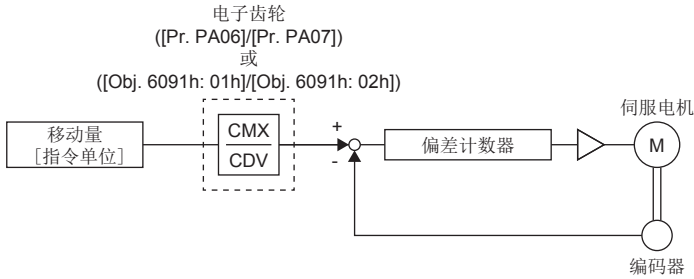 电子齿轮
([Pr. PA06]/[Pr. PA07])
或
([Obj. 6091h: 01h]/[Obj. 6091h: 02h])
移动量
[指令单位]
CMX
CDV
+
-
偏差计数器
伺服电机
M
编码器